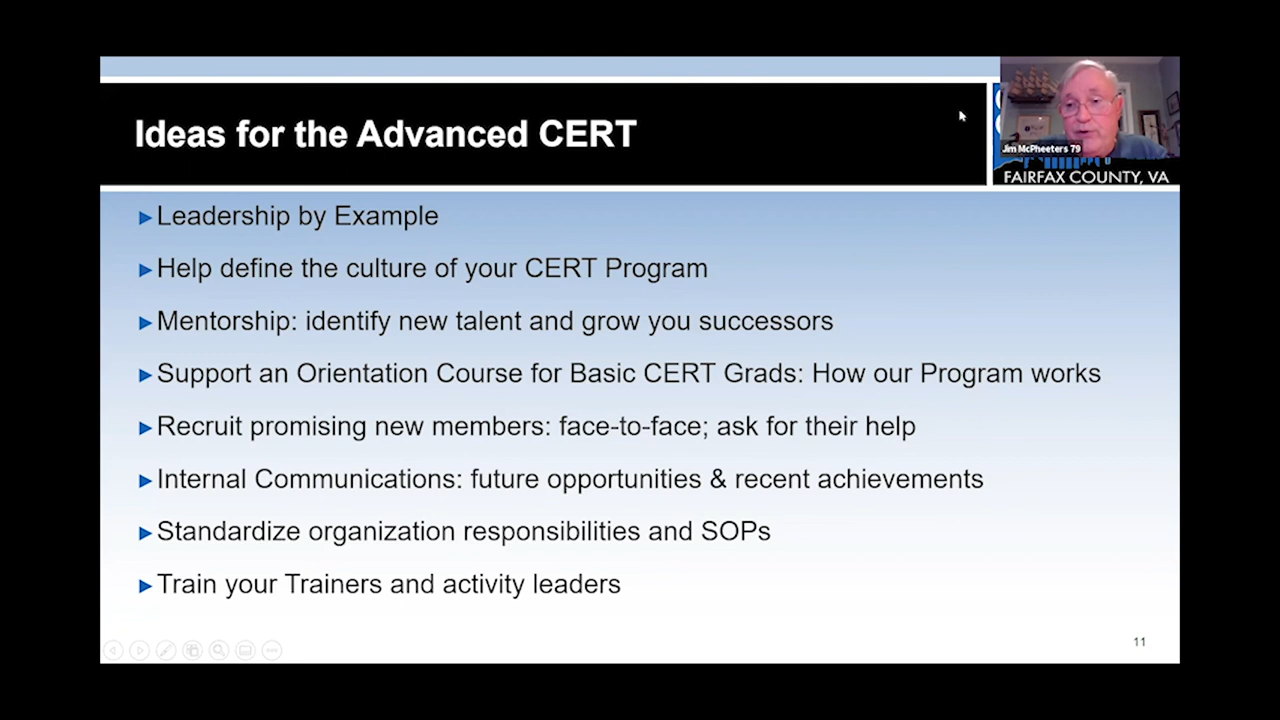 Ideas for the Advanced CERT
Jim McPheeters 79
FAIRFAX COUNTY, VA
Leadership by Example
Help define the culture of your CERT Program
Mentorship: identify new talent and grow you successors
Support an Orientation Course for Basic CERT Grads: How our Program works
Recruit promising new members: face-to-face; ask for their help
Internal Communications: future opportunities & recent achievements
Standardize organization responsibilities and SOPs
Train your Trainers and activity leaders
11